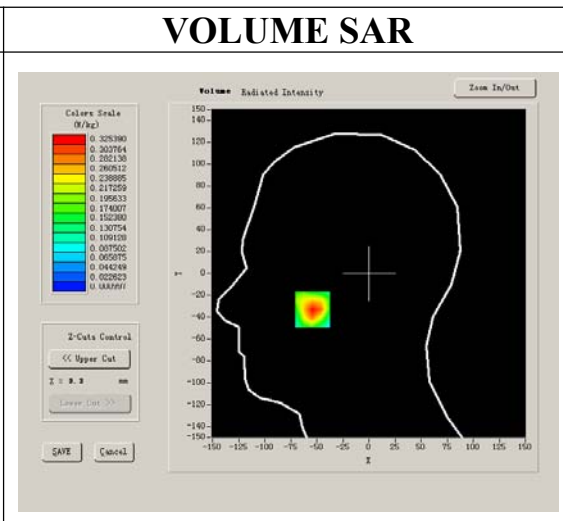 VOLUME SAR
Volume Radiated Intensity
Zoom In/Out
Colors Scale
(W/kg)
0.325390
0.303764
0.282138
0.260512
0.238885
0.217259
0.195633
0.174007
0.152380
0.130754
0.109128
0.087502
0.065875
0.044249
0.022623
Z-Cuts Control
<< Upper Cut
mm
Lower Cut >>
SAVE
Cancel
150
140
120
100
80
60
40
20
0
-20
-40
-60
-80
-100
-120
-140
-150
Y
-150 -125 -100 -75 -50 -25 0 25 50 75 100 125 150
X